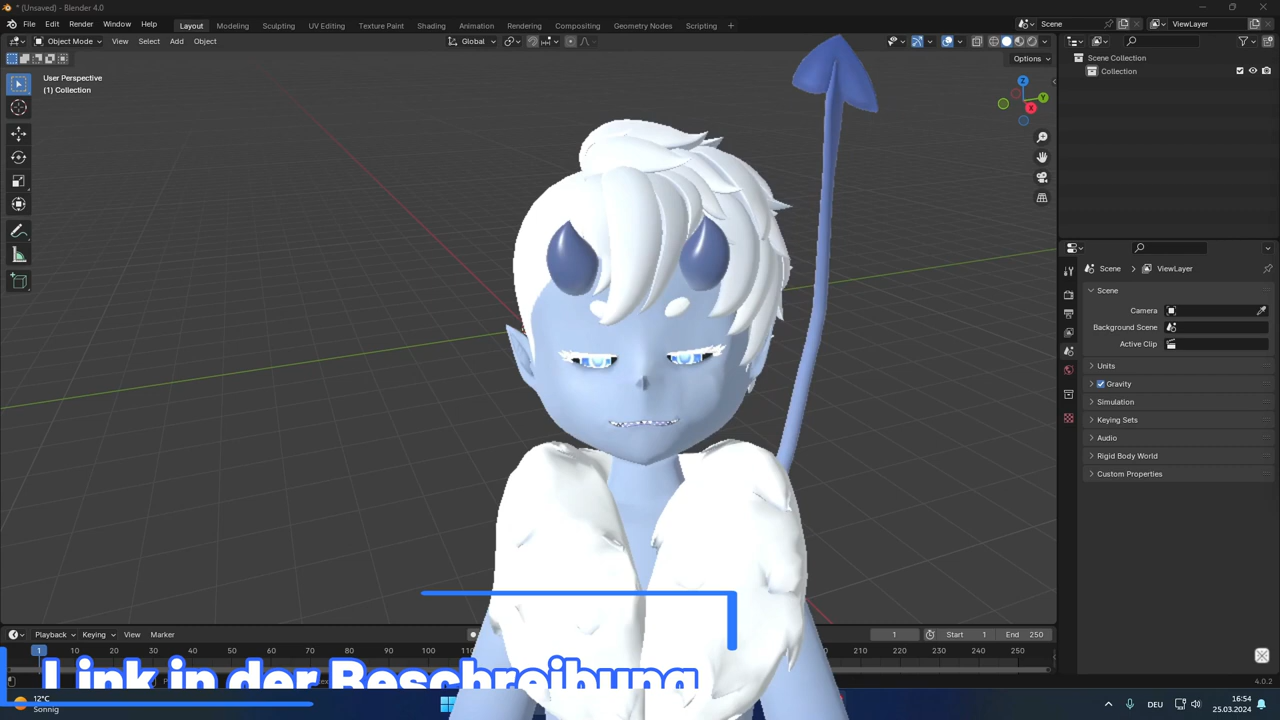 * (Unsaved) - Blender 4.0
File Edit Render Window Help
Layout Modeling Sculpting UV Editing Texture Paint Shading Animation Rendering Compositing Geometry Nodes Scripting +
Scene
ViewLayer
Object Mode View Select Add Object
Global
Options
User Perspective
(1) Collection
Z
Y
X
Scene Collection
Collection
Scene > ViewLayer
Scene
Camera
Background Scene
Active Clip
Units
Gravity
Simulation
Keying Sets
Audio
Rigid Body World
Custom Properties
Playback Keying View Marker
1
Start 1
End 250
1 10 20 30 40 50 60 70 80 90 100 210 220 230 240 250
4.0.2
Link in der Beschreibung
12°C
Sonnig
DEU
16:54
25.03.2024